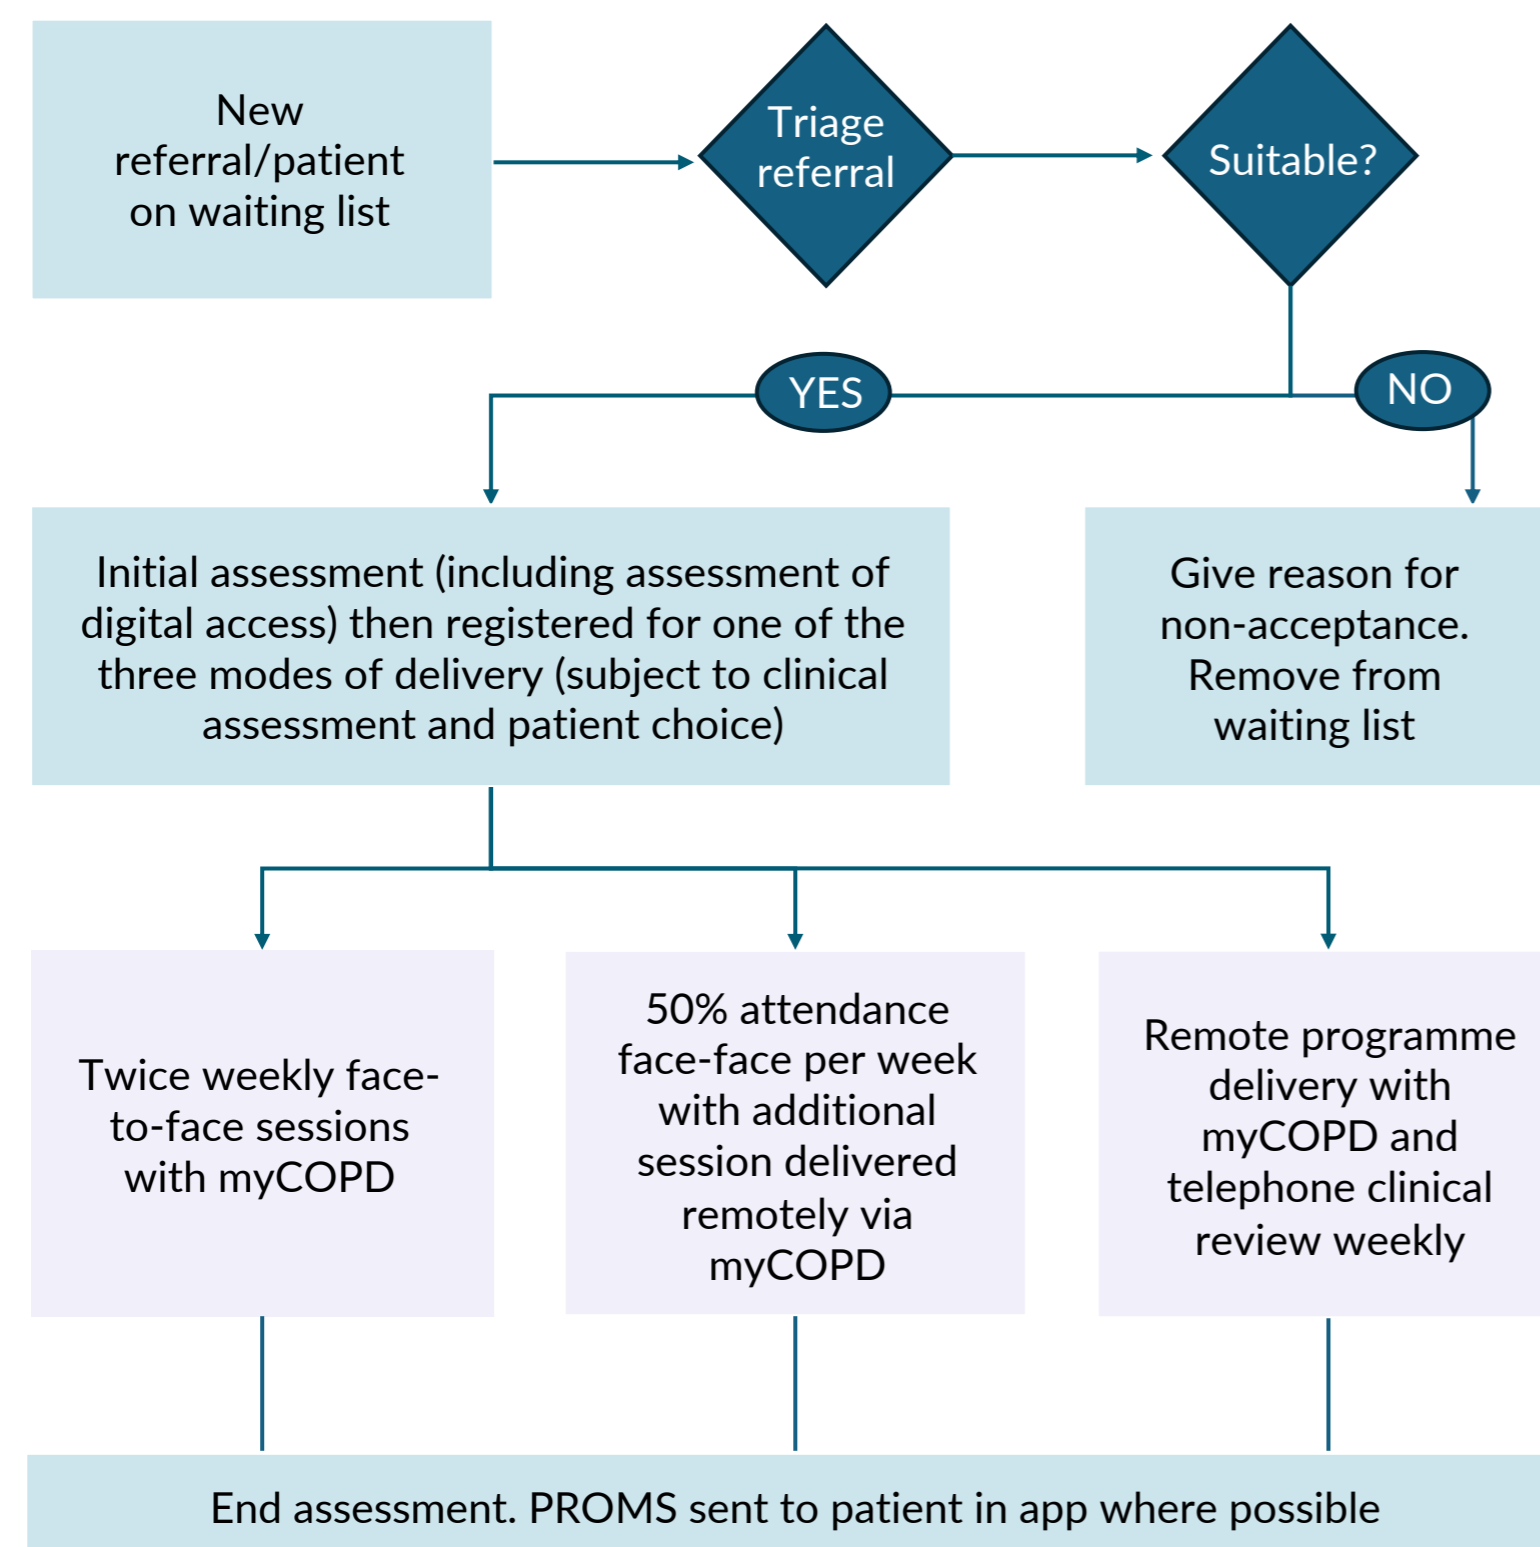 New
referral/patient
on waiting list
Triage
referral
Suitable?
YES
NO
Initial assessment (including assessment of
digital access) then registered for one of the
three modes of delivery (subject to clinical
assessment and patient choice)
Give reason for
non-acceptance.
Remove from
waiting list
Twice weekly face-
to-face sessions
with myCOPD
50% attendance
face-face per week
with additional
session delivered
remotely via
myCOPD
Remote programme
delivery with
myCOPD and
telephone clinical
review weekly
End assessment. PROMS sent to patient in app where possible